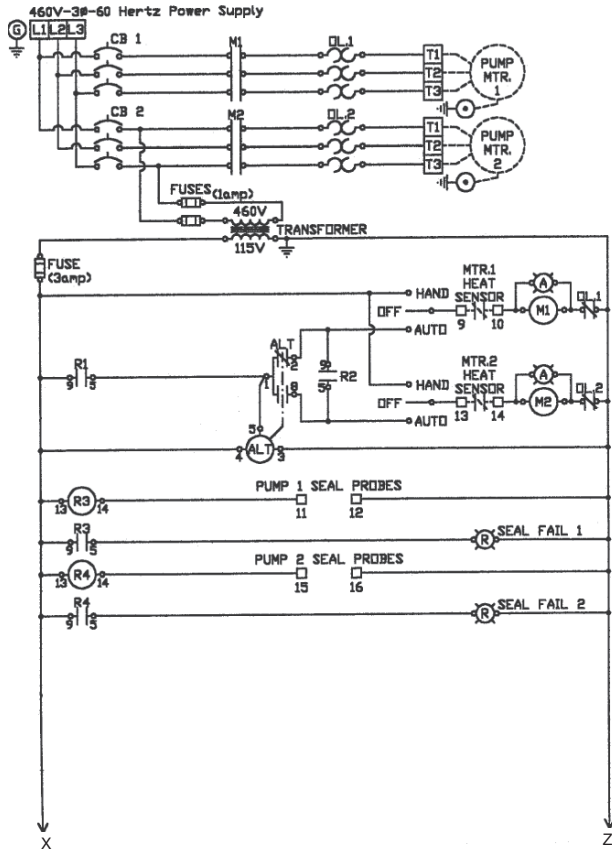 460V-3Ø-60 Hertz Power Supply
G L1 L2 L3
CB 1 M1 OL.1 T1
T2
T3
PUMP
MTR.
1
CB 2 M2 OL.2 T1
T2
T3
PUMP
MTR.
2
FUSES (1amp)
460V
TRANSFORMER
115V
FUSE
(3amp)
HAND
OFF
AUTO
MTR.1
HEAT
SENSOR
9 10
A
M1
OL.1
R1
9 5
ALT
2
1
8
9
R2
5
HAND
OFF
AUTO
MTR.2
HEAT
SENSOR
13 14
A
M2
OL.2
5
4 ALT 3
PUMP 1 SEAL PROBES
13 R3 14 11 12
R3
9 5
R SEAL FAIL 1
PUMP 2 SEAL PROBES
13 R4 14 15 16
R4
9 5
R SEAL FAIL 2
X Z